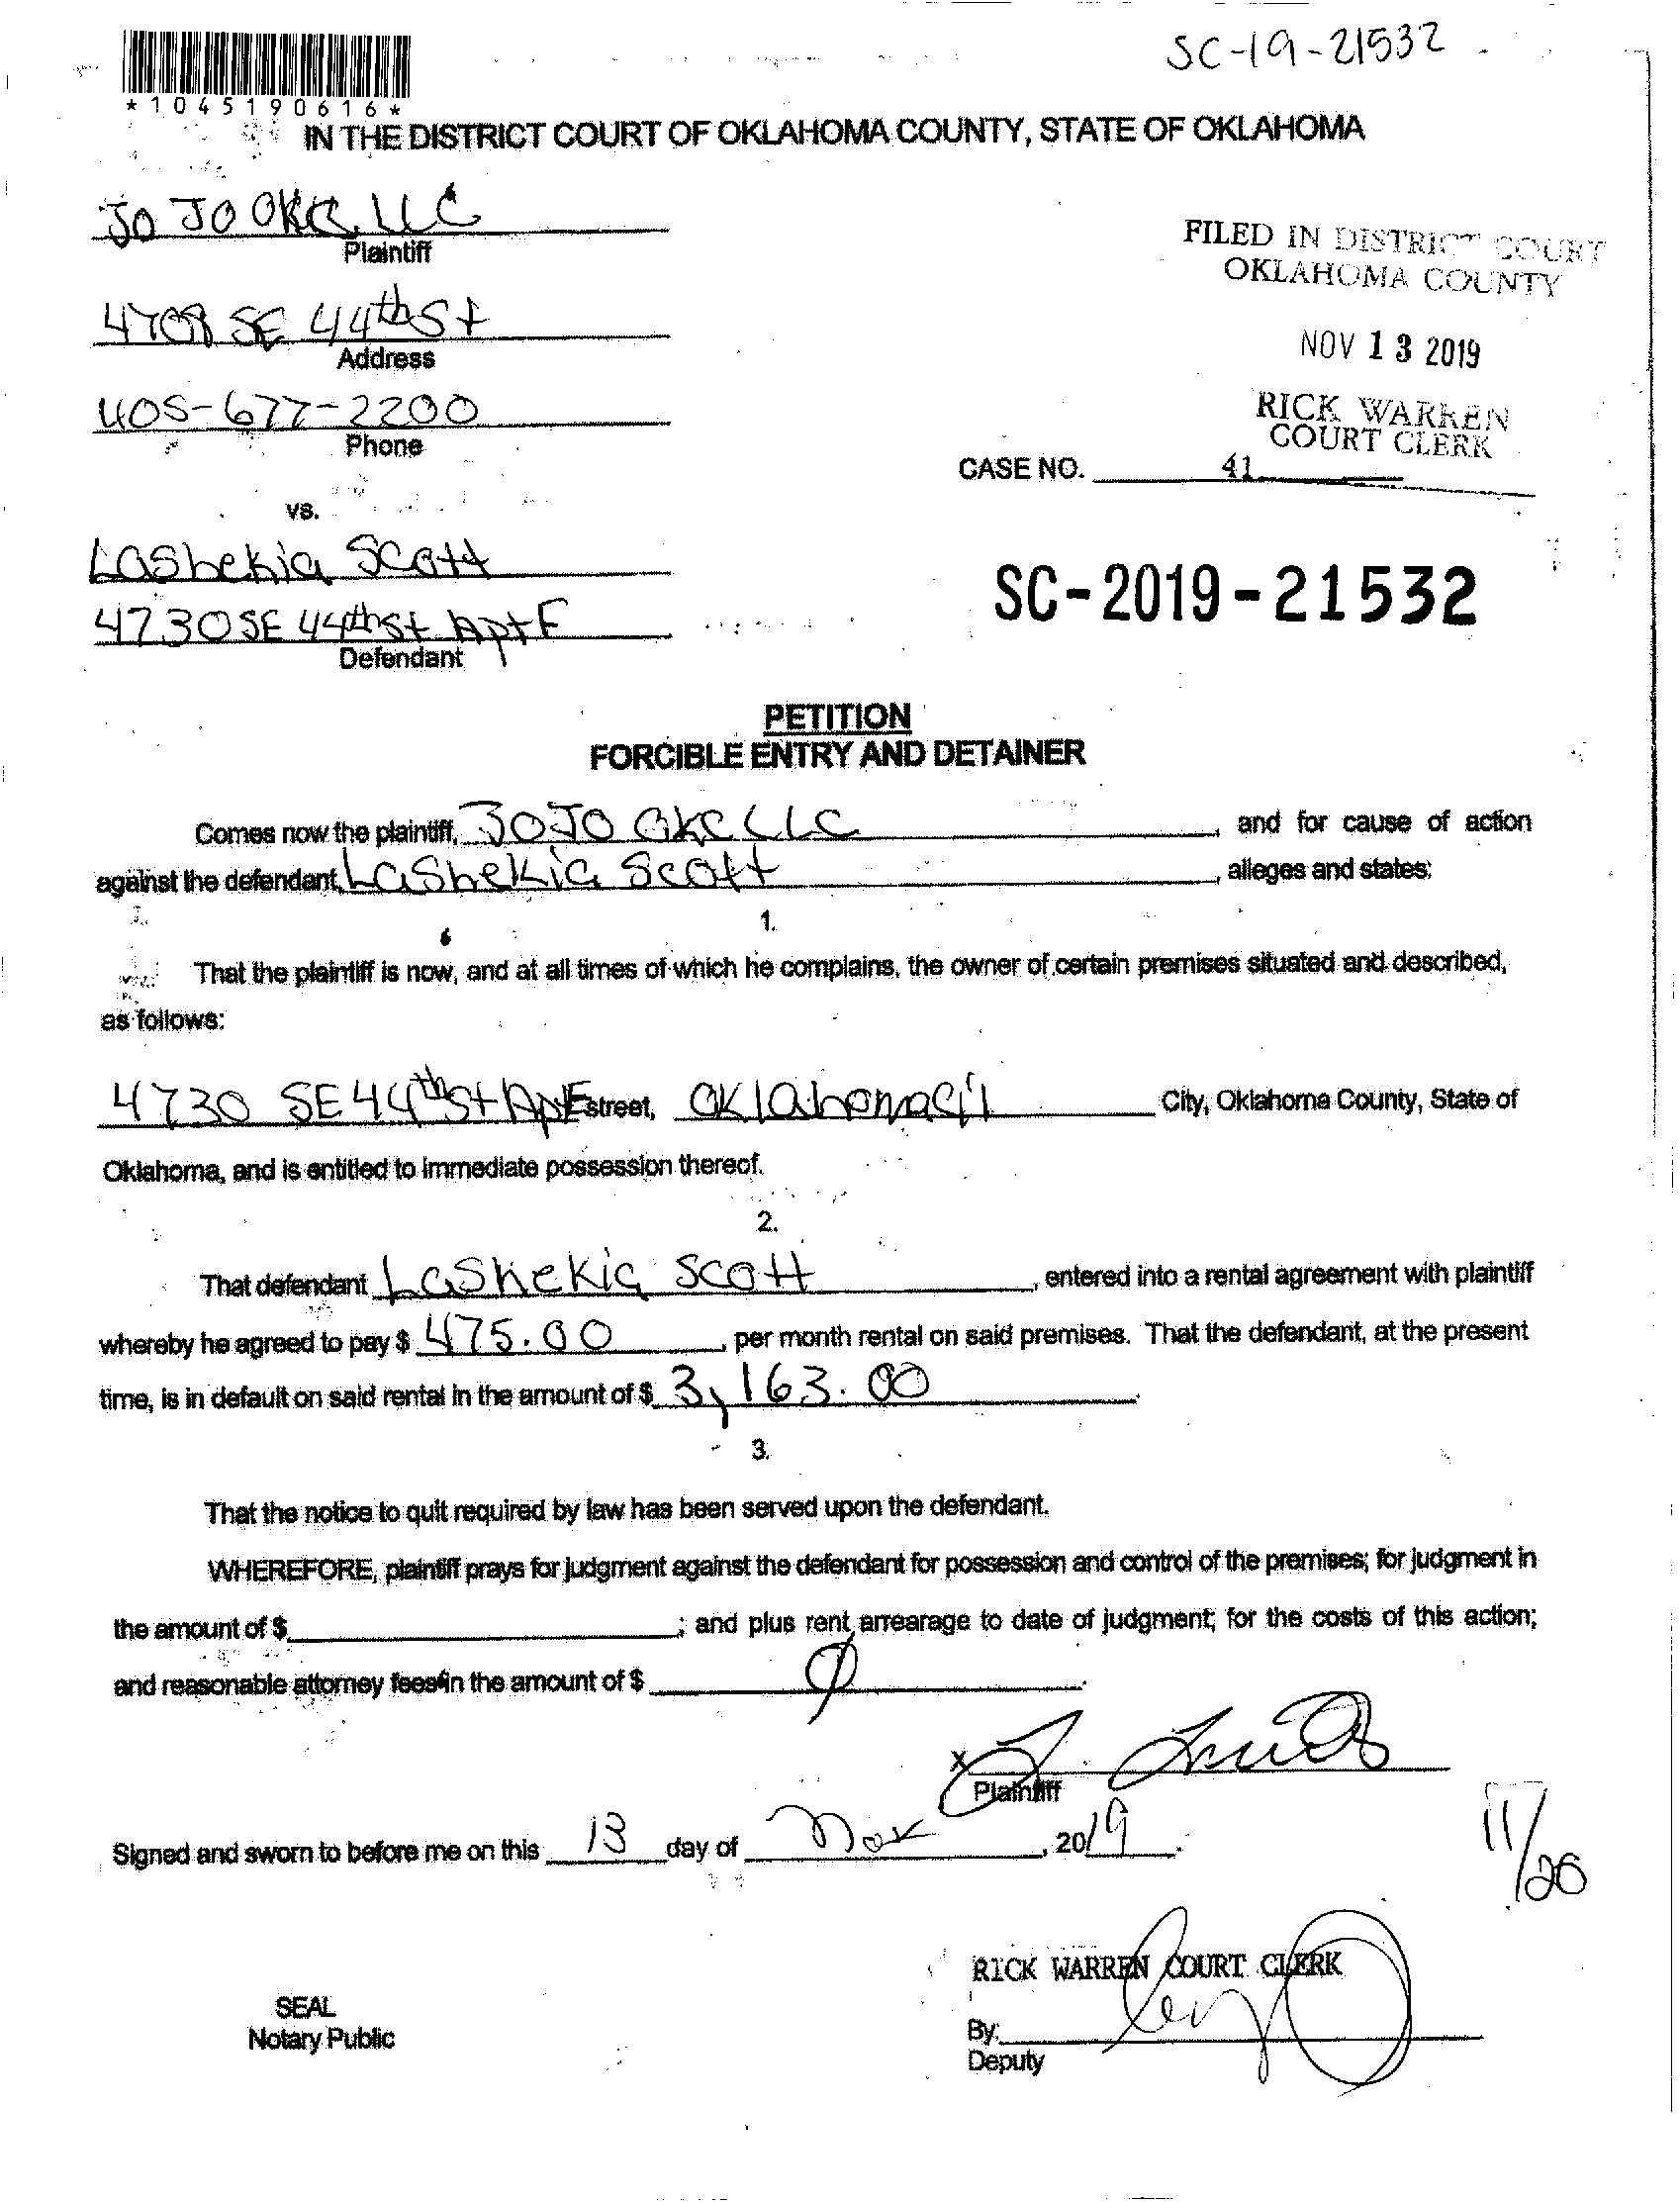 SC-19-21532
*1045190616*
IN THE DISTRICT COURT OF OKLAHOMA COUNTY, STATE OF OKLAHOMA
JO JO OKC LLC
Plaintiff
FILED IN DISTRICT COURT
OKLAHOMA COUNTY
4708 SE 44th St
Address
NOV 13 2019
405-677-2200
Phone
RICK WARREN
COURT CLERK
CASE NO. 41
vs.
Lashekia Scott
4730 SE 44th St Apt F
Defendant
SC-2019-21532
PETITION
FORCIBLE ENTRY AND DETAINER
Comes now the plaintiff, JOJO OKC LLC, and for cause of action
against the defendant, Lashekia Scott, alleges and states:
1.
That the plaintiff is now, and at all times of which he complains, the owner of certain premises situated and described,
as follows:
4730 SE 44th St Apt F street, Oklahoma City City, Oklahoma County, State of
Oklahoma, and is entitled to immediate possession thereof.
2.
That defendant Lashekia Scott, entered into a rental agreement with plaintiff
whereby he agreed to pay $ 475.00, per month rental on said premises. That the defendant, at the present
time, is in default on said rental in the amount of $ 3,163.00.
3.
That the notice to quit required by law has been served upon the defendant.
WHEREFORE, plaintiff prays for judgment against the defendant for possession and control of the premises; for judgment in
the amount of $ ; and plus rent arrearage to date of judgment; for the costs of this action;
and reasonable attorney fees in the amount of $ 0
X
Plaintiff
Signed and sworn to before me on this 13 day of Nov, 2019.
11/26
RICK WARREN COURT CLERK
SEAL
Notary Public
By:
Deputy